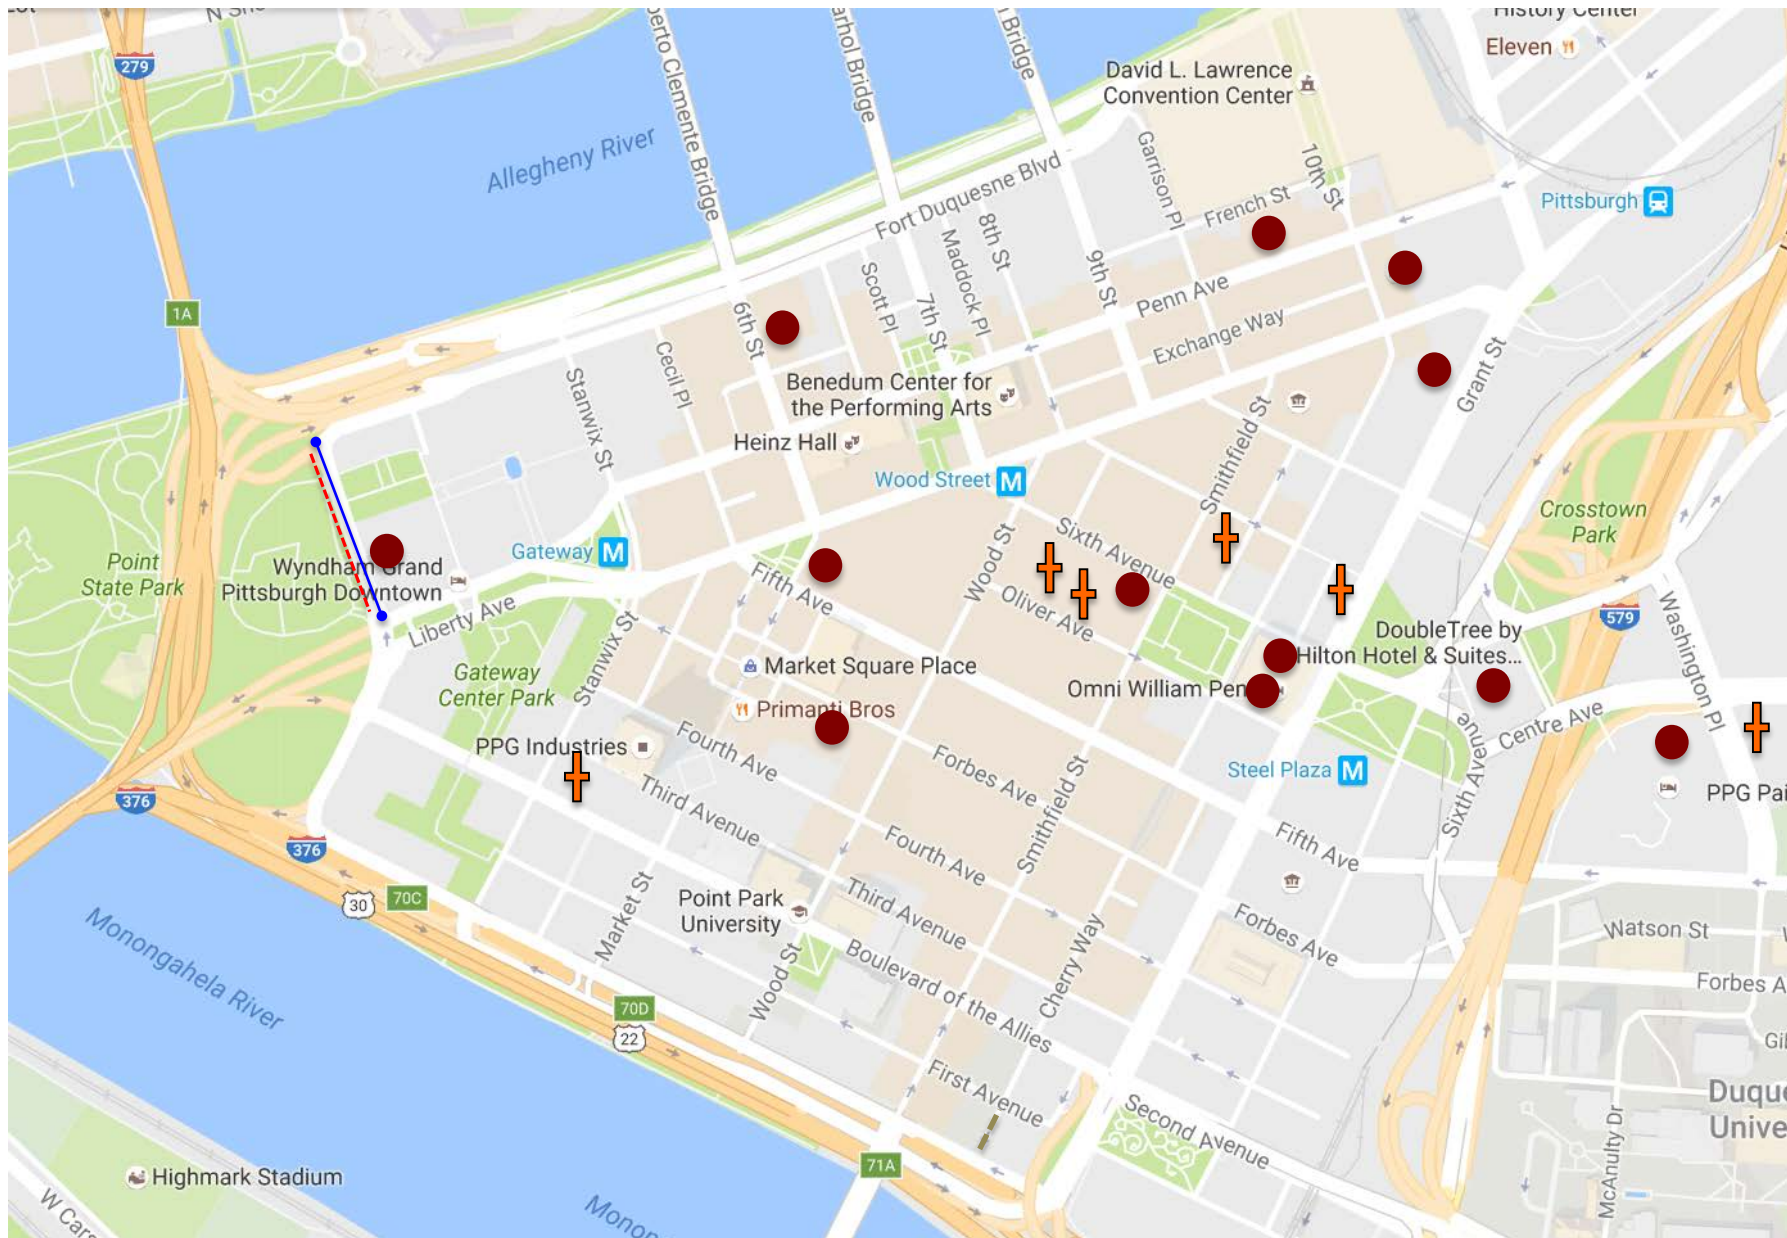 279
Allegheny River
Clemente Bridge
Bridge
Bridge
David L. Lawrence
Convention Center
History Center
Eleven
Garrison Pl
10th St
French St
Pittsburgh
Fort Duquesne Blvd
8th St
Maddock Pl
9th St
7th St
Scott Pl
6th St
Cecil Pl
Stanwix St
1A
Penn Ave
Exchange Way
Grant St
Benedum Center for
the Performing Arts
Heinz Hall
Wood Street M
Smithfield St
Crosstown
Park
Point
State Park
Wyndham Grand
Pittsburgh Downtown
Gateway M
Liberty Ave
Fifth Ave
Wood St
Sixth Avenue
Oliver Ave
579
Washington Pl
DoubleTree by
Hilton Hotel & Suites...
Gateway
Center Park
Stanwix St
Market Square Place
Primanti Bros
Omni William Pen
PPG Industries
Centre Ave
Sixth Avenue
Steel Plaza M
PPG Pai
376
376
Fourth Ave
Forbes Ave
Third Avenue
Smithfield St
Fifth Ave
Fourth Ave
30
70C
Market St
Point Park
University
Third Avenue
Forbes Ave
Watson St
Forbes A
Monongahela River
Boulevard of the Allies
Cherry Way
Wood St
70D
22
First Avenue
Second Avenue
Duqu
Unive
McAnulty Dr
71A
Highmark Stadium
W Cars